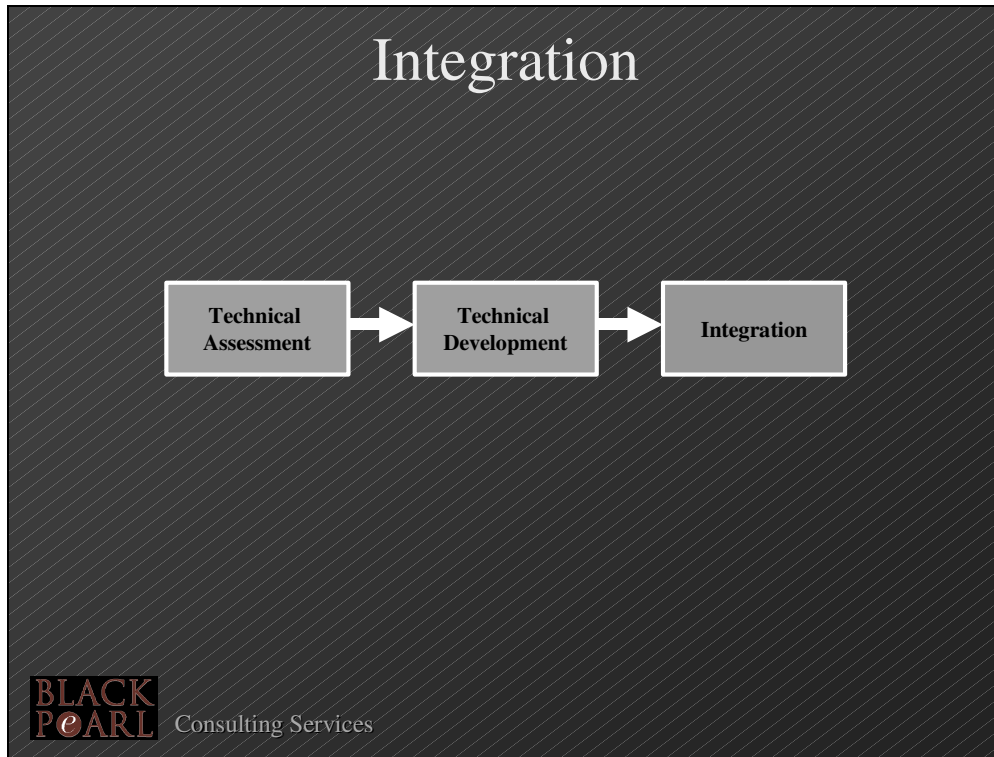 Integration
Technical
Assessment
Technical
Development
Integration
BLACK
PeARL
Consulting Services